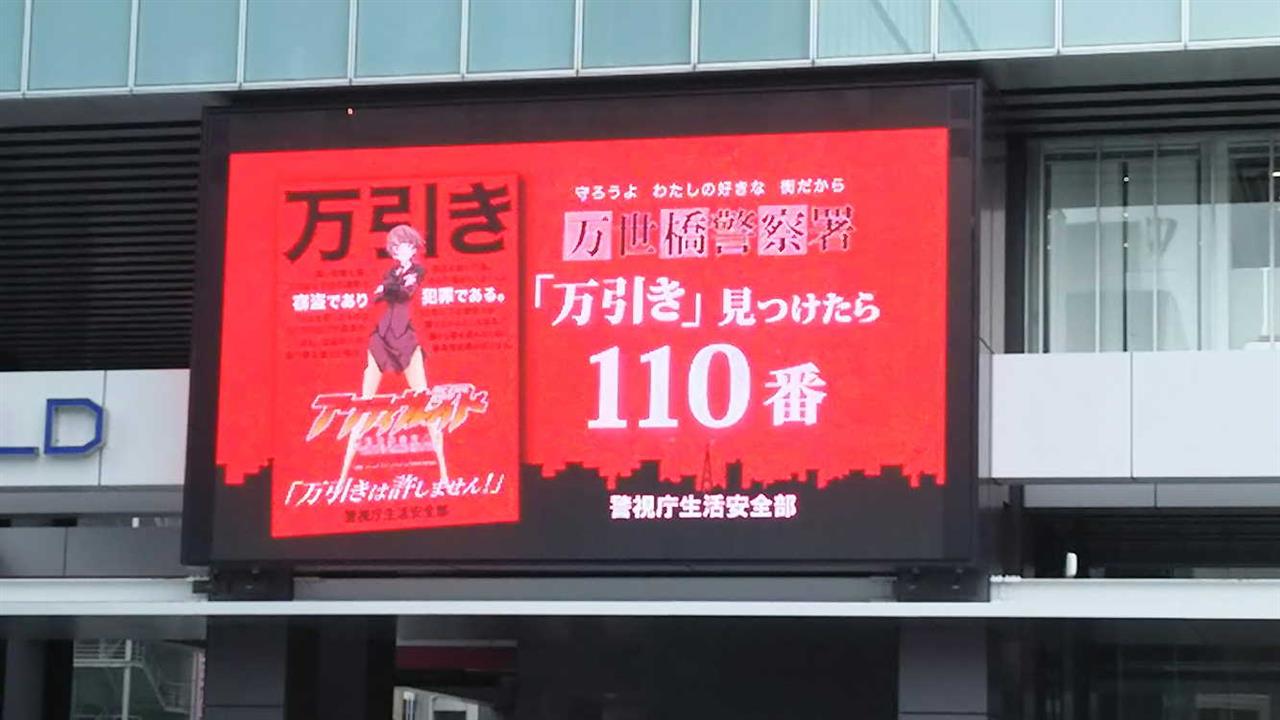 万引き
窃盗であり 犯罪である。
「万引きは許しません!」
警視庁生活安全部
守ろうよ わたしの好きな 街だから
万世橋警察署
「万引き」見つけたら
110番
警視庁生活安全部
LD